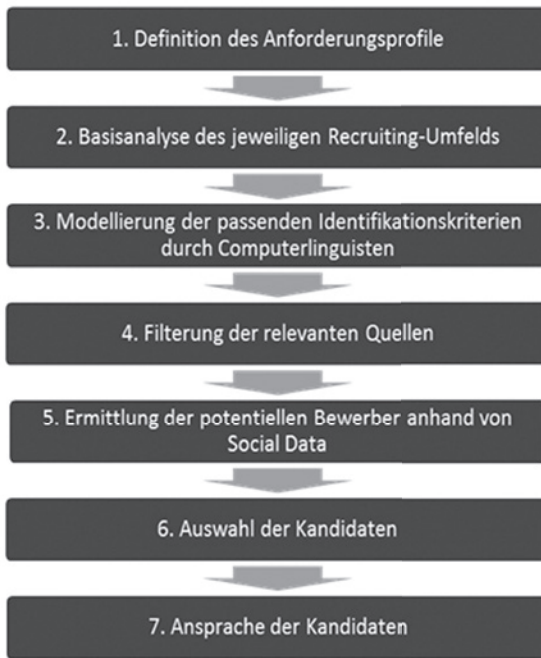 1. Definition des Anforderungsprofile
2. Basisanalyse des jeweiligen Recruiting-Umfelds
3. Modellierung der passenden Identifikationskriterien
durch Computerlinguisten
4. Filterung der relevanten Quellen
5. Ermittlung der potentiellen Bewerber anhand von
Social Data
6. Auswahl der Kandidaten
7. Ansprache der Kandidaten